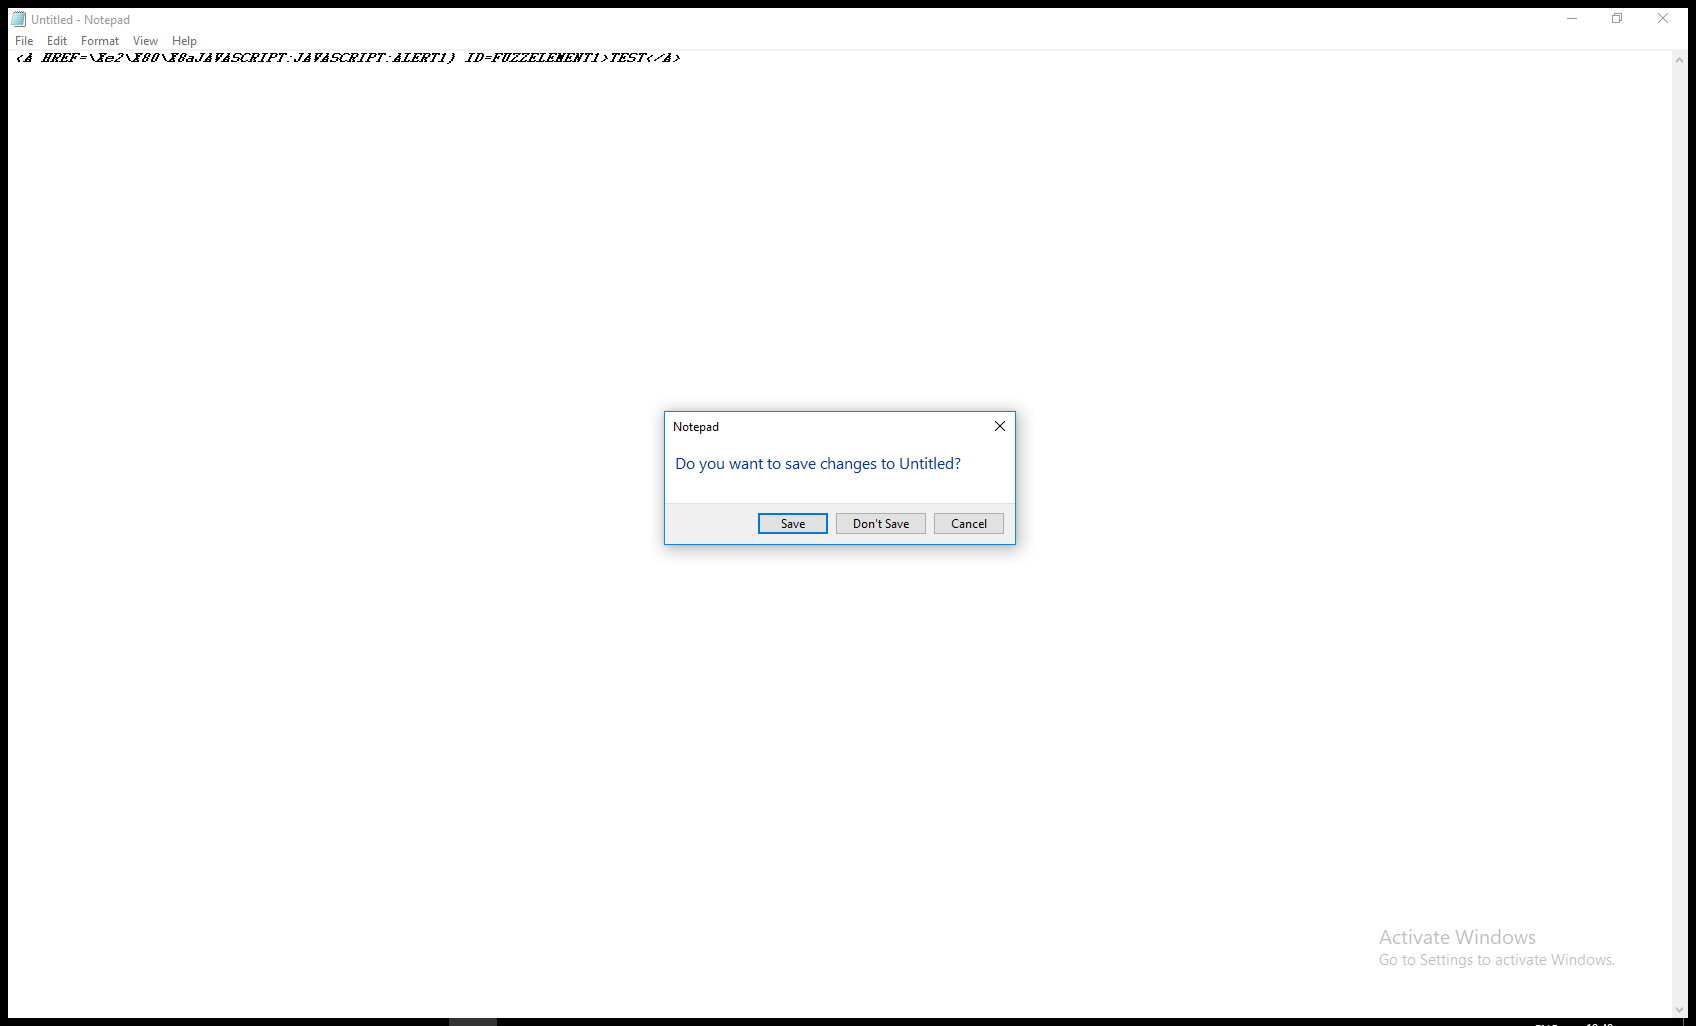 Untitled - Notepad
File Edit Format View Help
<A HREF=\Xe2\X80\X8aJAVASCRIPT:JAVASCRIPT:ALERT1) ID=FUZZELEMENT1>TEST</A>
Notepad
Do you want to save changes to Untitled?
Save Don't Save Cancel
Activate Windows
Go to Settings to activate Windows.